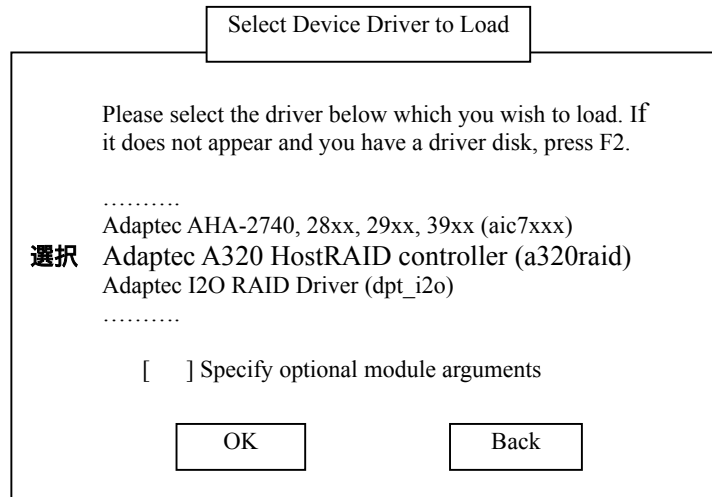 Select Device Driver to Load
Please select the driver below which you wish to load. If
it does not appear and you have a driver disk, press F2.
……….
Adaptec AHA-2740, 28xx, 29xx, 39xx (aic7xxx)
選択 Adaptec A320 HostRAID controller (a320raid)
Adaptec I2O RAID Driver (dpt_i2o)
……….
[ ] Specify optional module arguments
OK Back